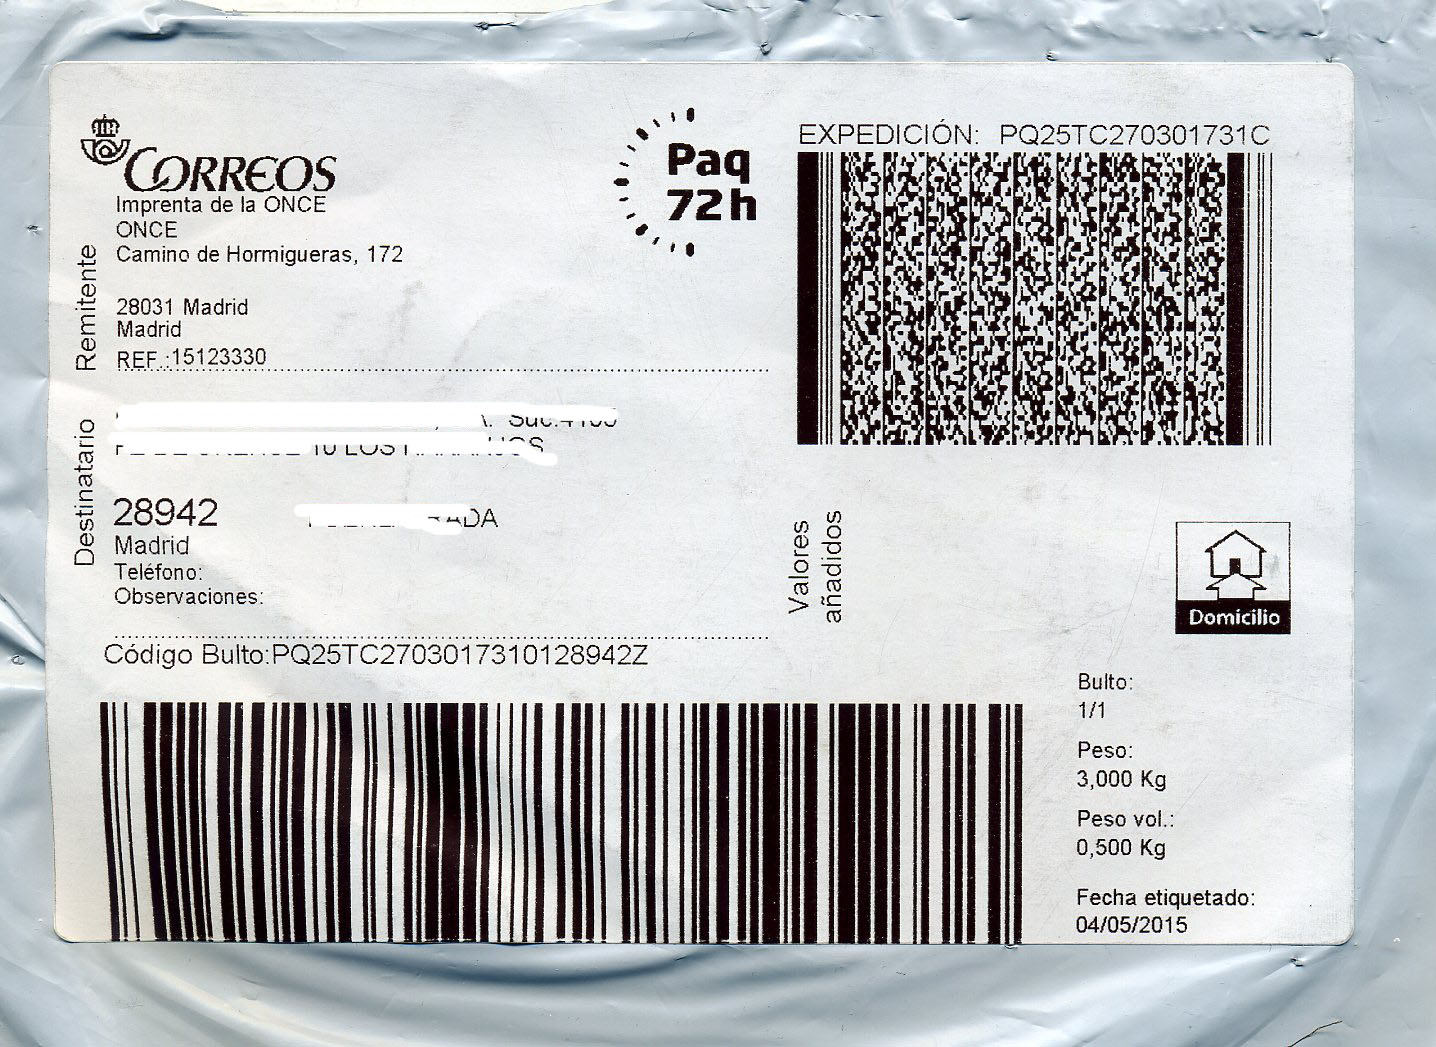 CORREOS
Imprenta de la ONCE
ONCE
Camino de Hormigueras, 172
28031 Madrid
Madrid
REF.:15123330
Remitente
Paq
72h
EXPEDICIÓN: PQ25TC270301731C
Destinatario
28942
Madrid
Teléfono:
Observaciones:
Valores
añadidos
Domicilio
Código Bulto:PQ25TC2703017310128942Z
Bulto:
1/1
Peso:
3,000 Kg
Peso vol.:
0,500 Kg
Fecha etiquetado:
04/05/2015